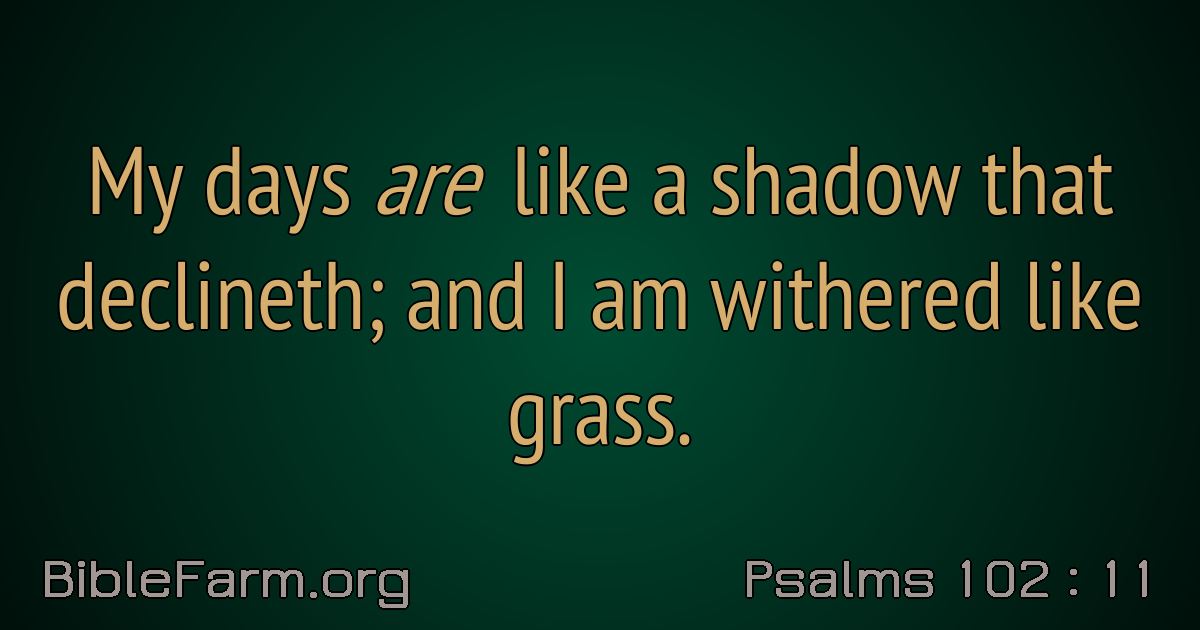 My days are like a shadow that
declineth; and I am withered like
grass.
BibleFarm.org
Psalms 102 : 11